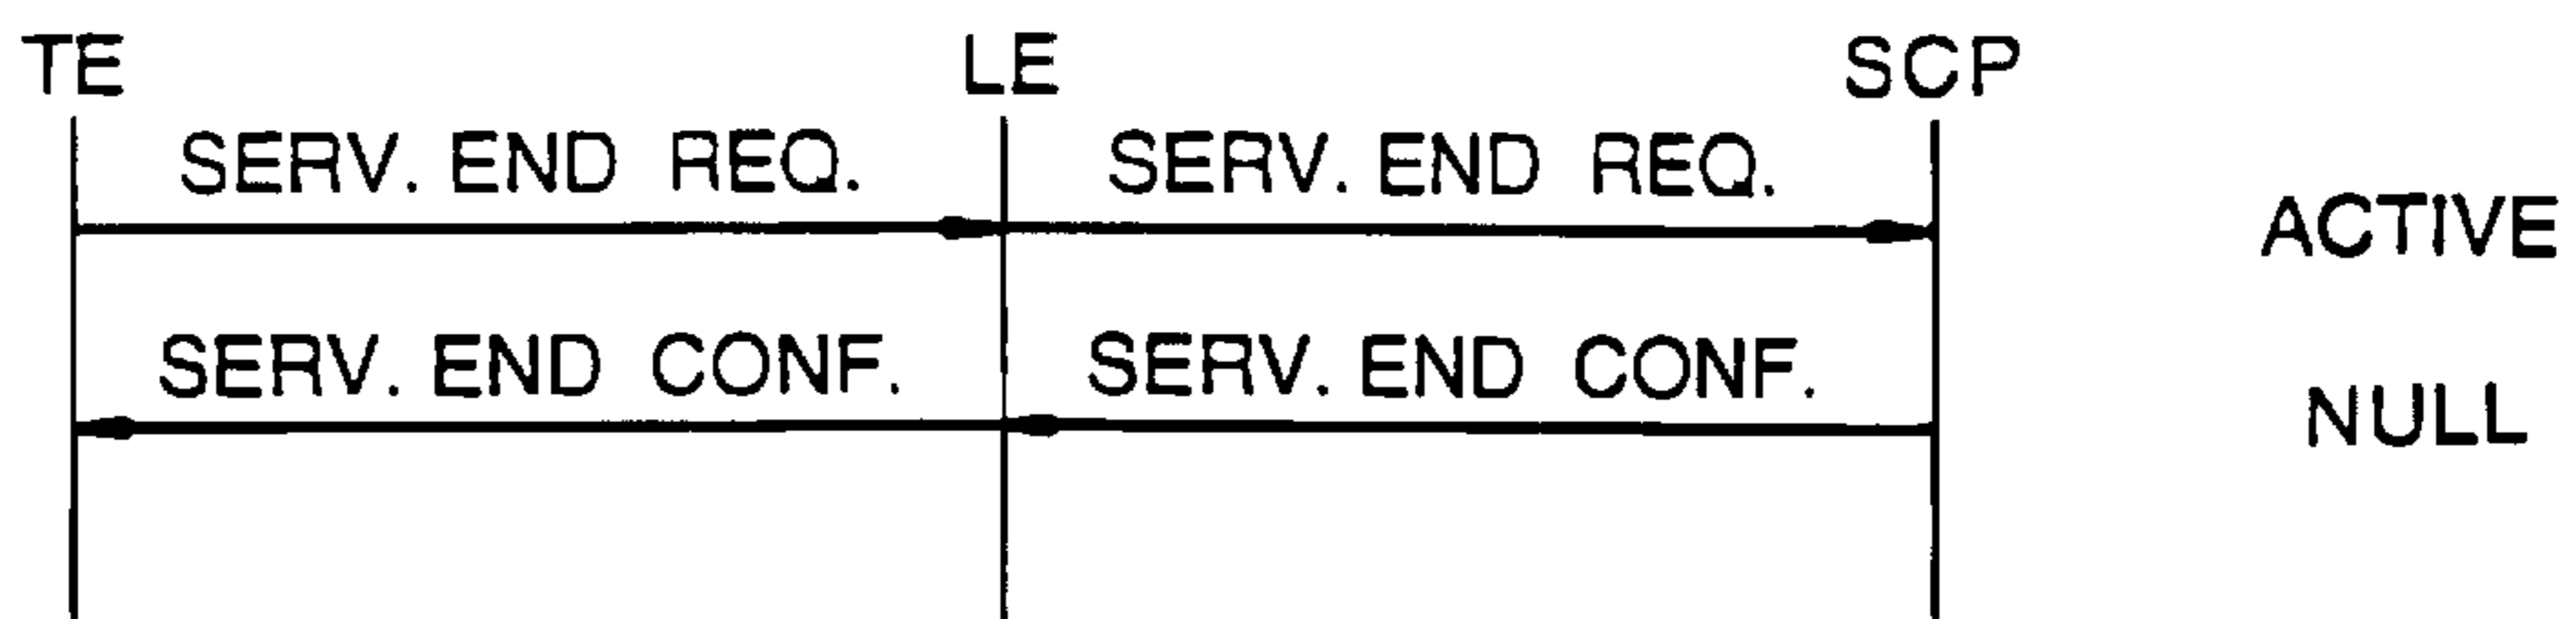 TE LE SCP
SERV. END REQ. SERV. END REQ.
ACTIVE
SERV. END CONF. SERV. END CONF.
NULL